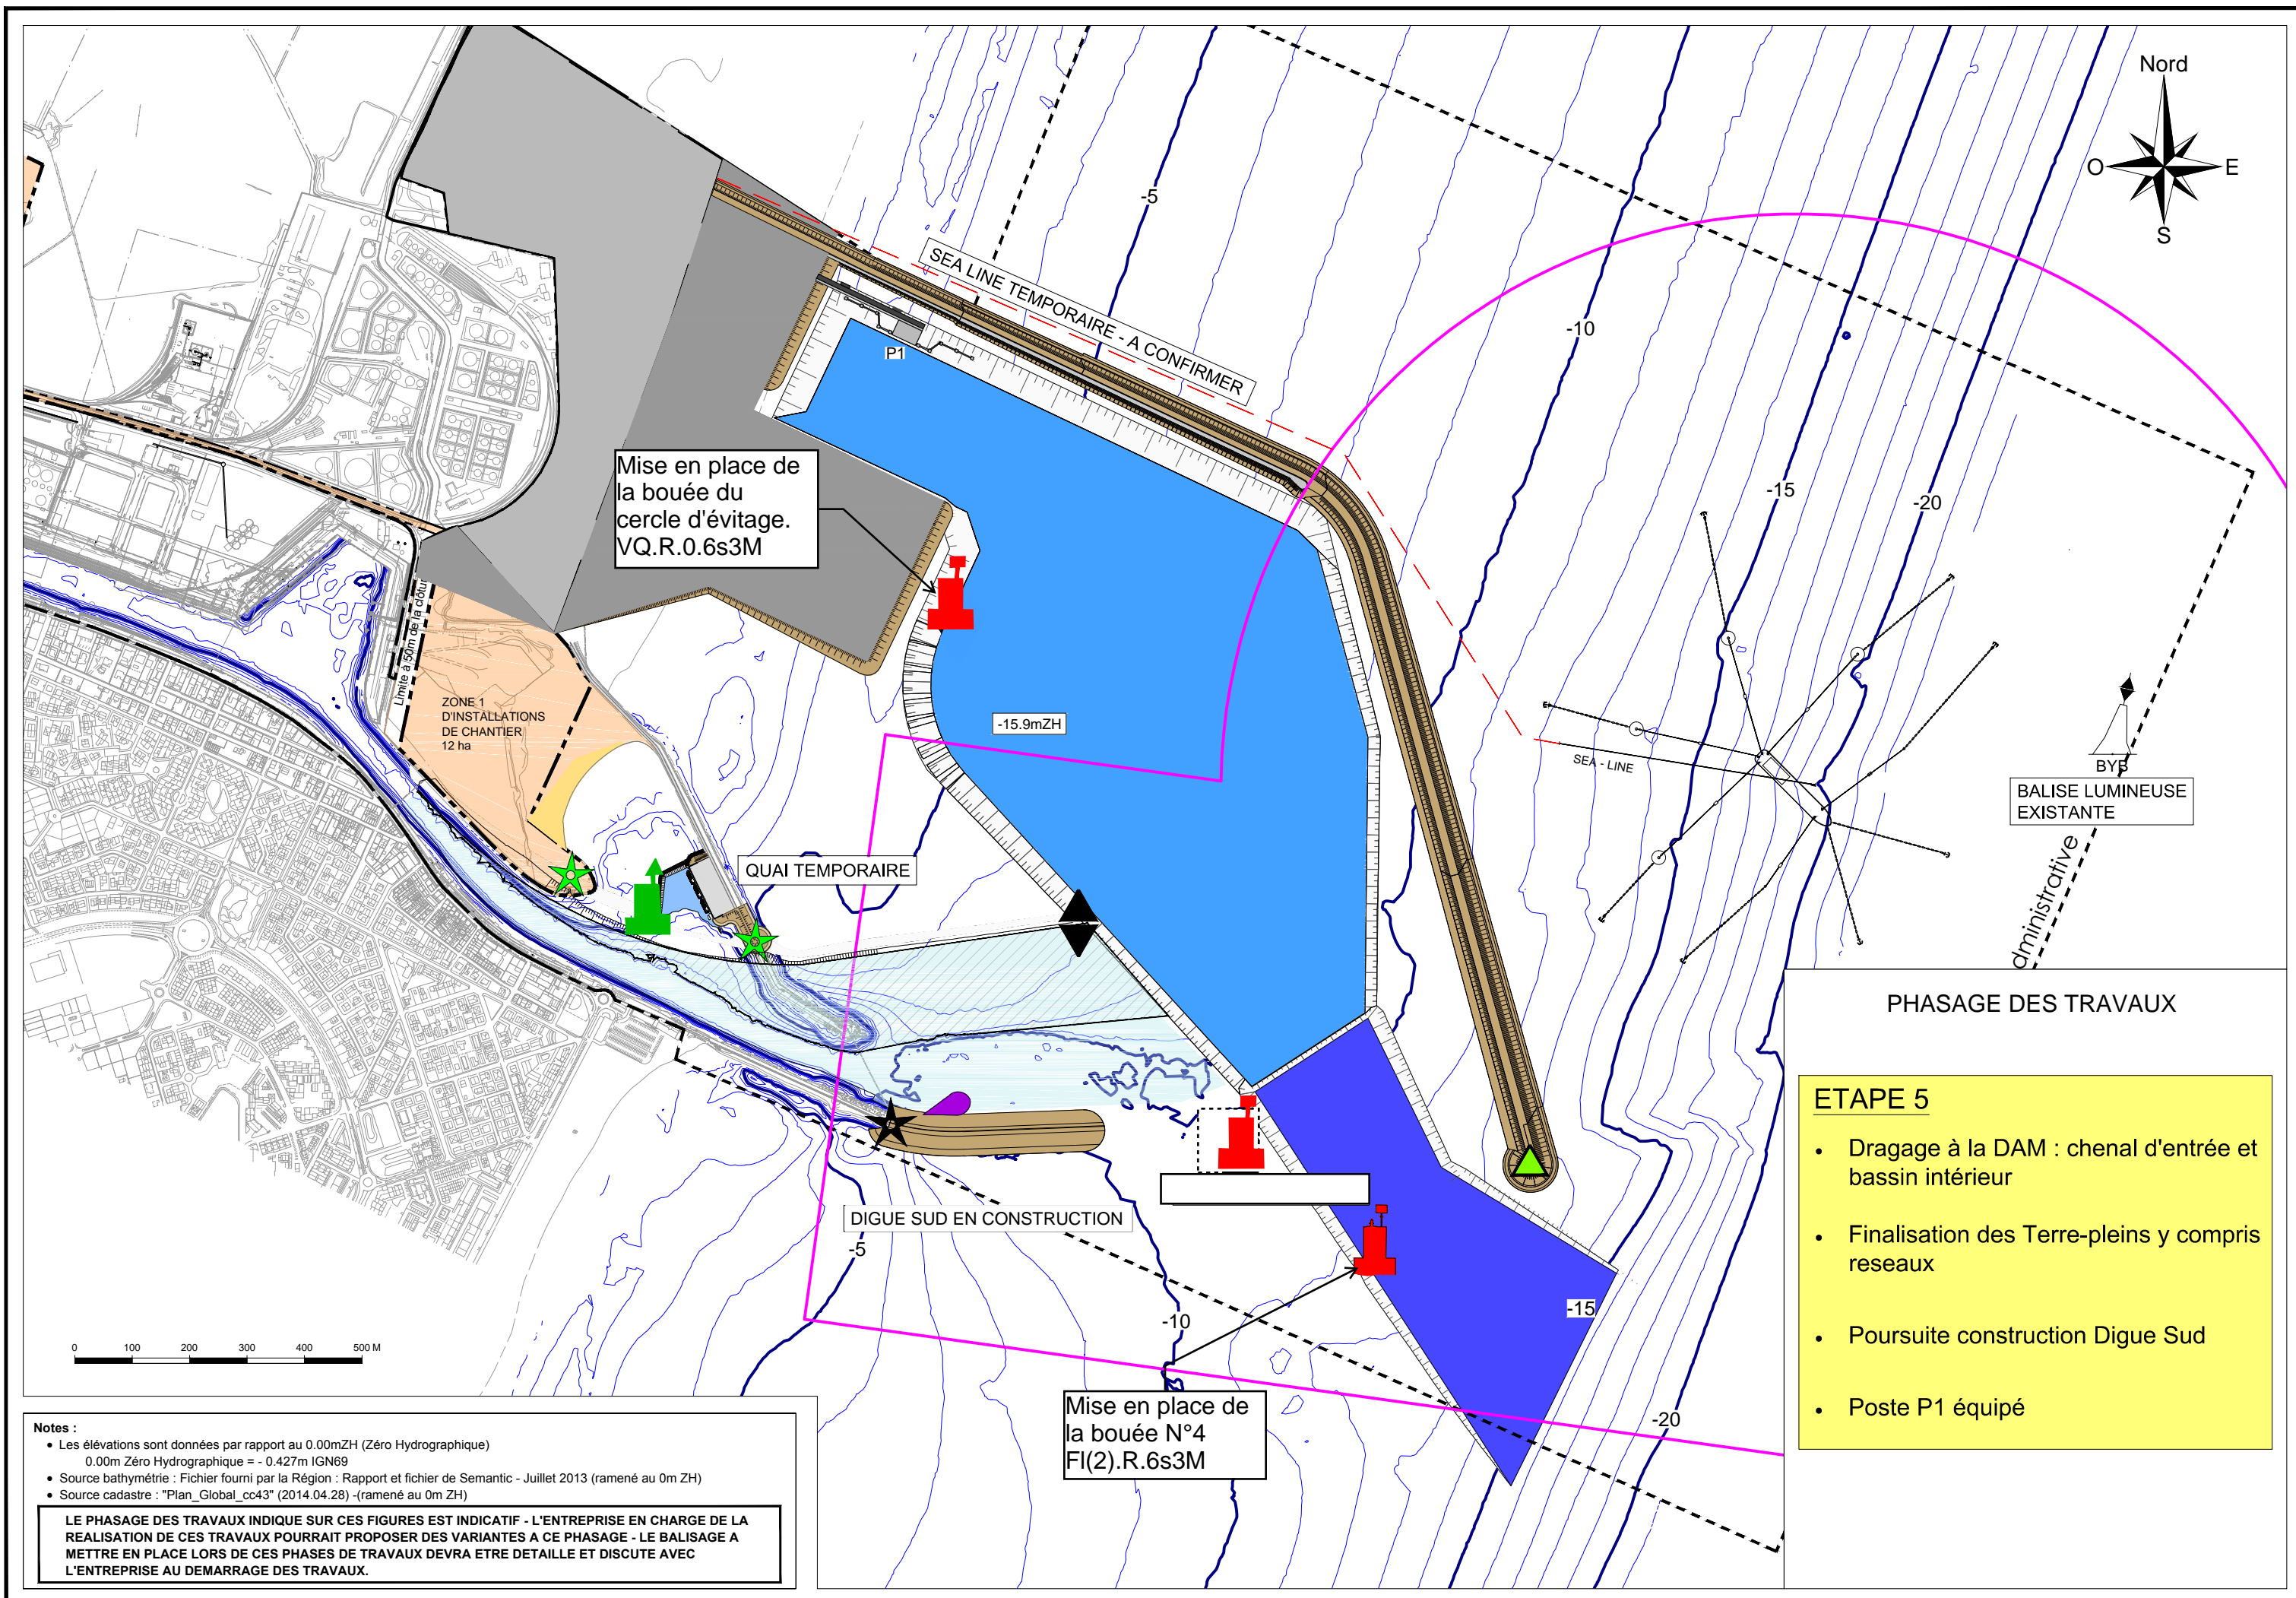 Nord
O
E
S
-5
SEA LINE TEMPORAIRE - A CONFIRMER
-10
P1
-15
-20
Mise en place de
la bouée du
cercle d'évitage.
VQ.R.0.6s3M
Limite à 50m de la clôtu
ZONE 1
D'INSTALLATIONS
DE CHANTIER
12 ha
-15.9mZH
SEA - LINE
BYB
BALISE LUMINEUSE
EXISTANTE
dministrative
QUAI TEMPORAIRE
DIGUE SUD EN CONSTRUCTION
-5
-10
-15
-20
Mise en place de
la bouée N°4
Fl(2).R.6s3M
0 100 200 300 400 500 M
PHASAGE DES TRAVAUX
ETAPE 5
• Dragage à la DAM : chenal d'entrée et
bassin intérieur
• Finalisation des Terre-pleins y compris
reseaux
• Poursuite construction Digue Sud
• Poste P1 équipé
Notes :
• Les élévations sont données par rapport au 0.00mZH (Zéro Hydrographique)
0.00m Zéro Hydrographique = - 0.427m IGN69
• Source bathymétrie : Fichier fourni par la Région : Rapport et fichier de Semantic - Juillet 2013 (ramené au 0m ZH)
• Source cadastre : "Plan_Global_cc43" (2014.04.28) -(ramené au 0m ZH)
LE PHASAGE DES TRAVAUX INDIQUE SUR CES FIGURES EST INDICATIF - L'ENTREPRISE EN CHARGE DE LA
REALISATION DE CES TRAVAUX POURRAIT PROPOSER DES VARIANTES A CE PHASAGE - LE BALISAGE A
METTRE EN PLACE LORS DE CES PHASES DE TRAVAUX DEVRA ETRE DETAILLE ET DISCUTE AVEC
L'ENTREPRISE AU DEMARRAGE DES TRAVAUX.